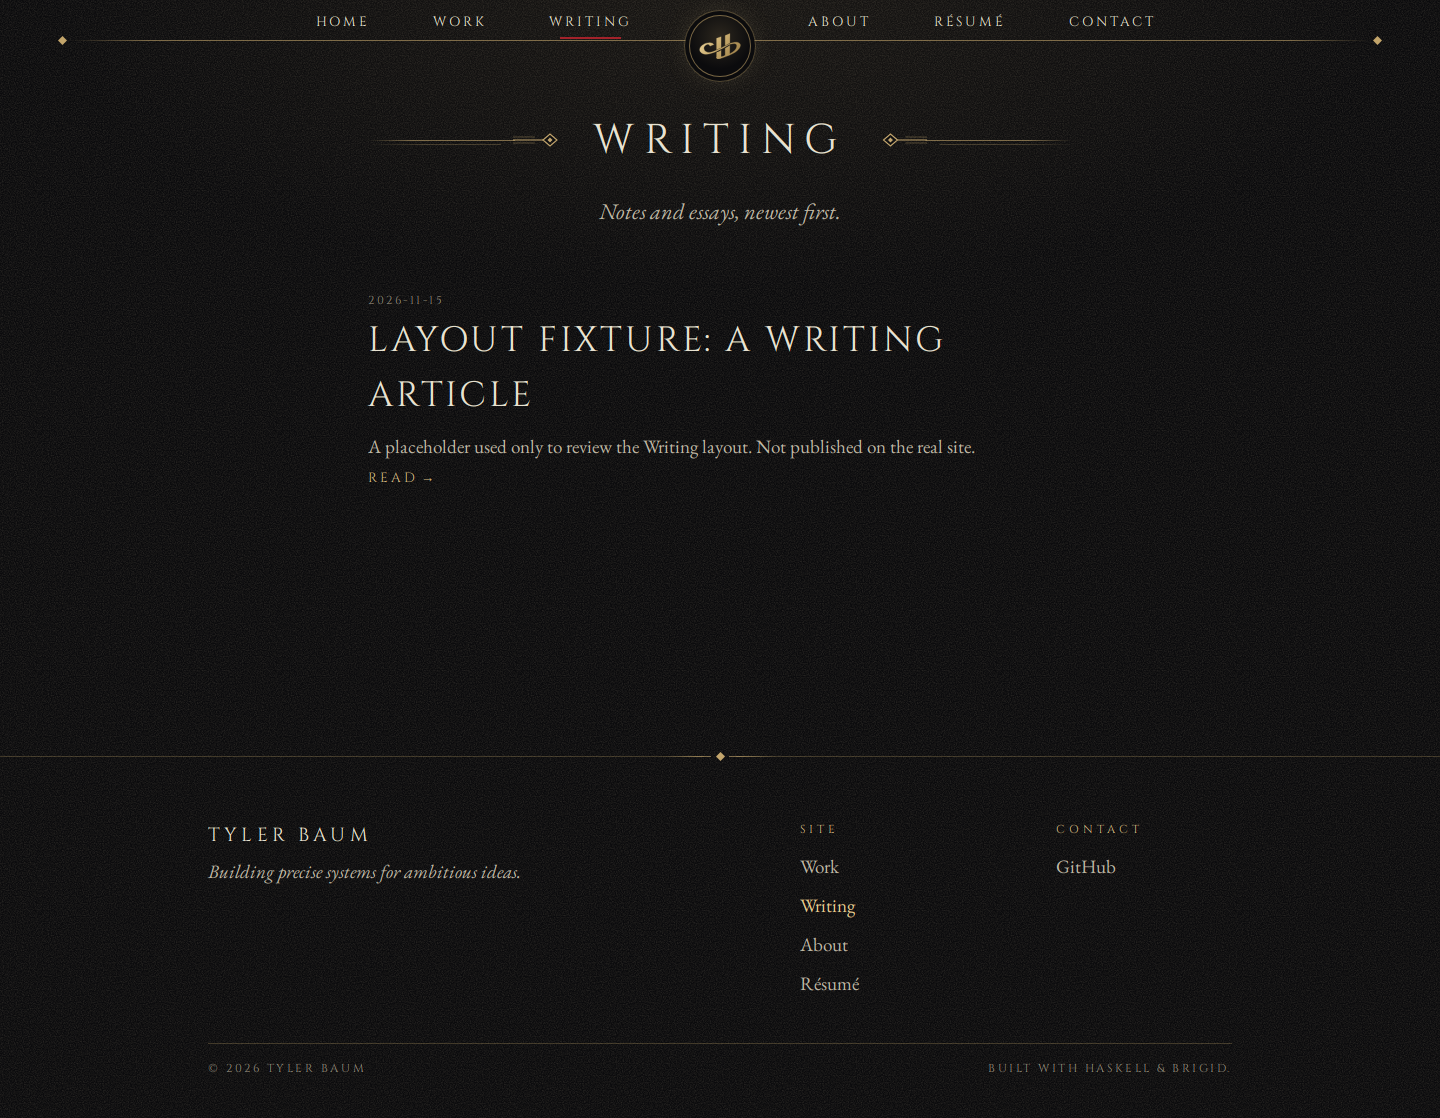 HOME WORK WRITING ABOUT RÉSUMÉ CONTACT
WRITING
Notes and essays, newest first.
2026-11-15
LAYOUT FIXTURE: A WRITING
ARTICLE
A placeholder used only to review the Writing layout. Not published on the real site.
READ →
TYLER BAUM
Building precise systems for ambitious ideas.
SITE
Work
Writing
About
Résumé
CONTACT
GitHub
© 2026 TYLER BAUM
BUILT WITH HASKELL & BRIGID.